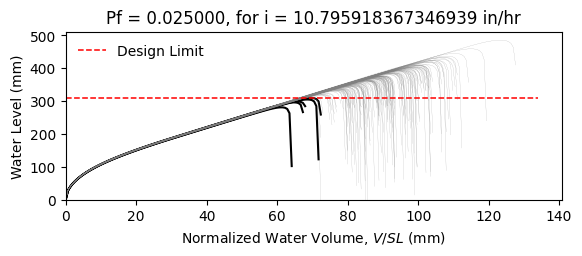 Pf = 0.025000, for i = 10.795918367346939 in/hr
500
400
300
200
100
0
Water Level (mm)
Design Limit
0 20 40 60 80 100 120 140
Normalized Water Volume, V/SL (mm)